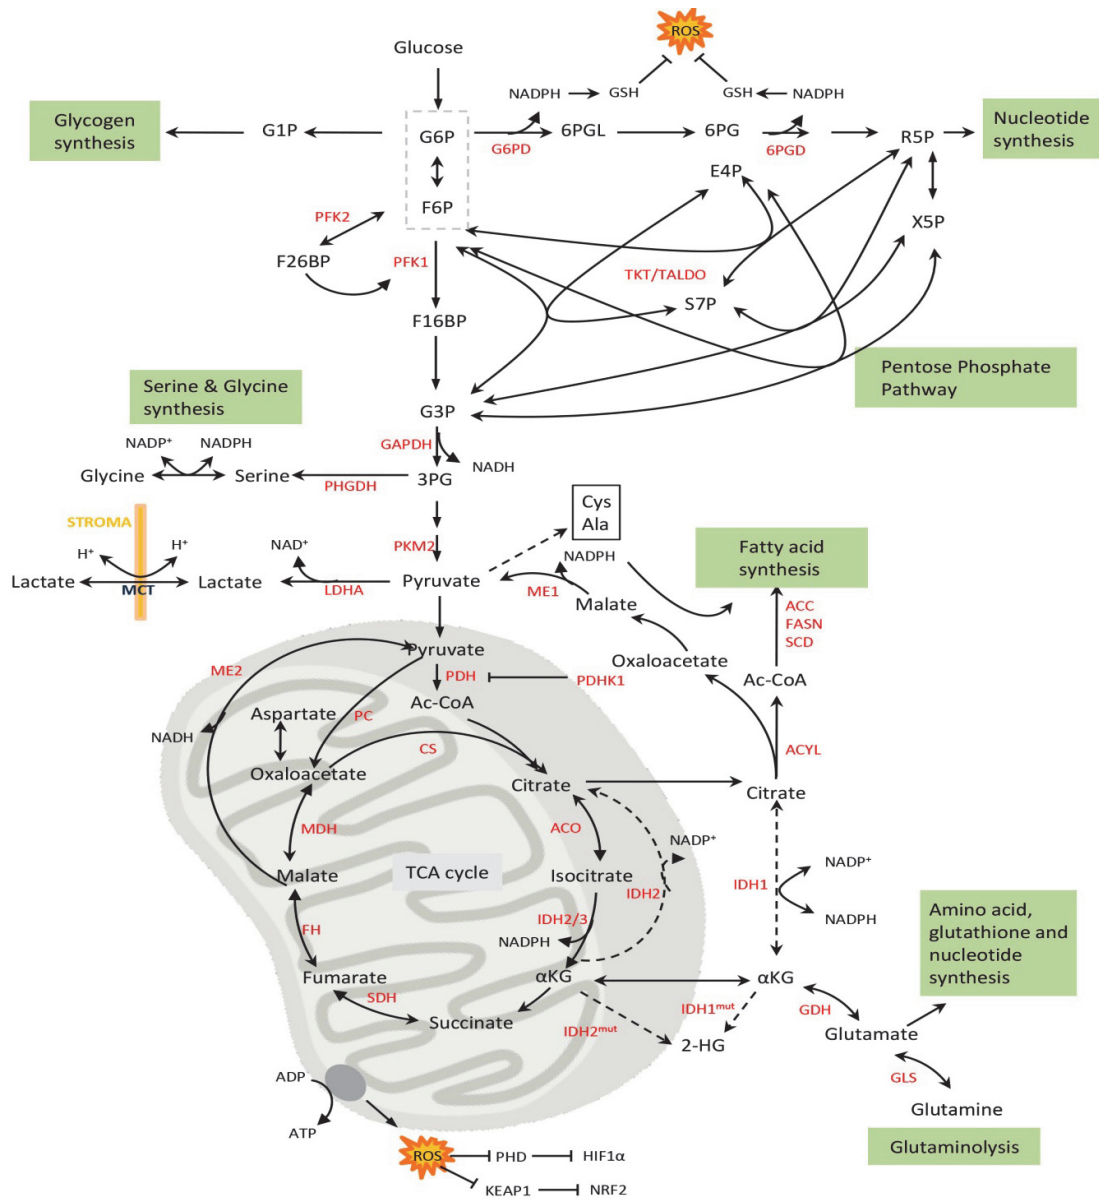 ROS
Glucose
NADPH
GSH
GSH
NADPH
Glycogen
synthesis
G1P
G6P
G6PD
6PGL
6PG
6PGD
R5P
Nucleotide
synthesis
E4P
F6P
PFK2
X5P
F26BP
PFK1
TKT/TALDO
S7P
F16BP
Pentose Phosphate
Pathway
Serine & Glycine
synthesis
G3P
GAPDH
NADP⁺
NADPH
NADH
Glycine
Serine
PHGDH
3PG
Cys
Ala
STROMA
PKM2
Fatty acid
synthesis
H⁺
H⁺
NAD⁺
NADPH
Lactate
MCT
Lactate
LDHA
Pyruvate
ME1
Malate
ACC
FASN
SCD
Pyruvate
Oxaloacetate
ME2
PDH
PDHK1
Ac-CoA
Ac-CoA
Aspartate
PC
NADH
CS
ACYL
Oxaloacetate
Citrate
Citrate
MDH
ACO
NADP⁺
TCA cycle
Malate
Isocitrate
IDH2
IDH1
NADP⁺
IDH2/3
NADPH
FH
NADPH
Amino acid,
glutathione and
nucleotide
synthesis
Fumarate
αKG
αKG
SDH
IDH1ᵐᵘᵗ
GDH
Succinate
IDH2ᵐᵘᵗ
2-HG
Glutamate
GLS
ADP
ATP
Glutamine
Glutaminolysis
ROS
PHD
HIF1α
KEAP1
NRF2